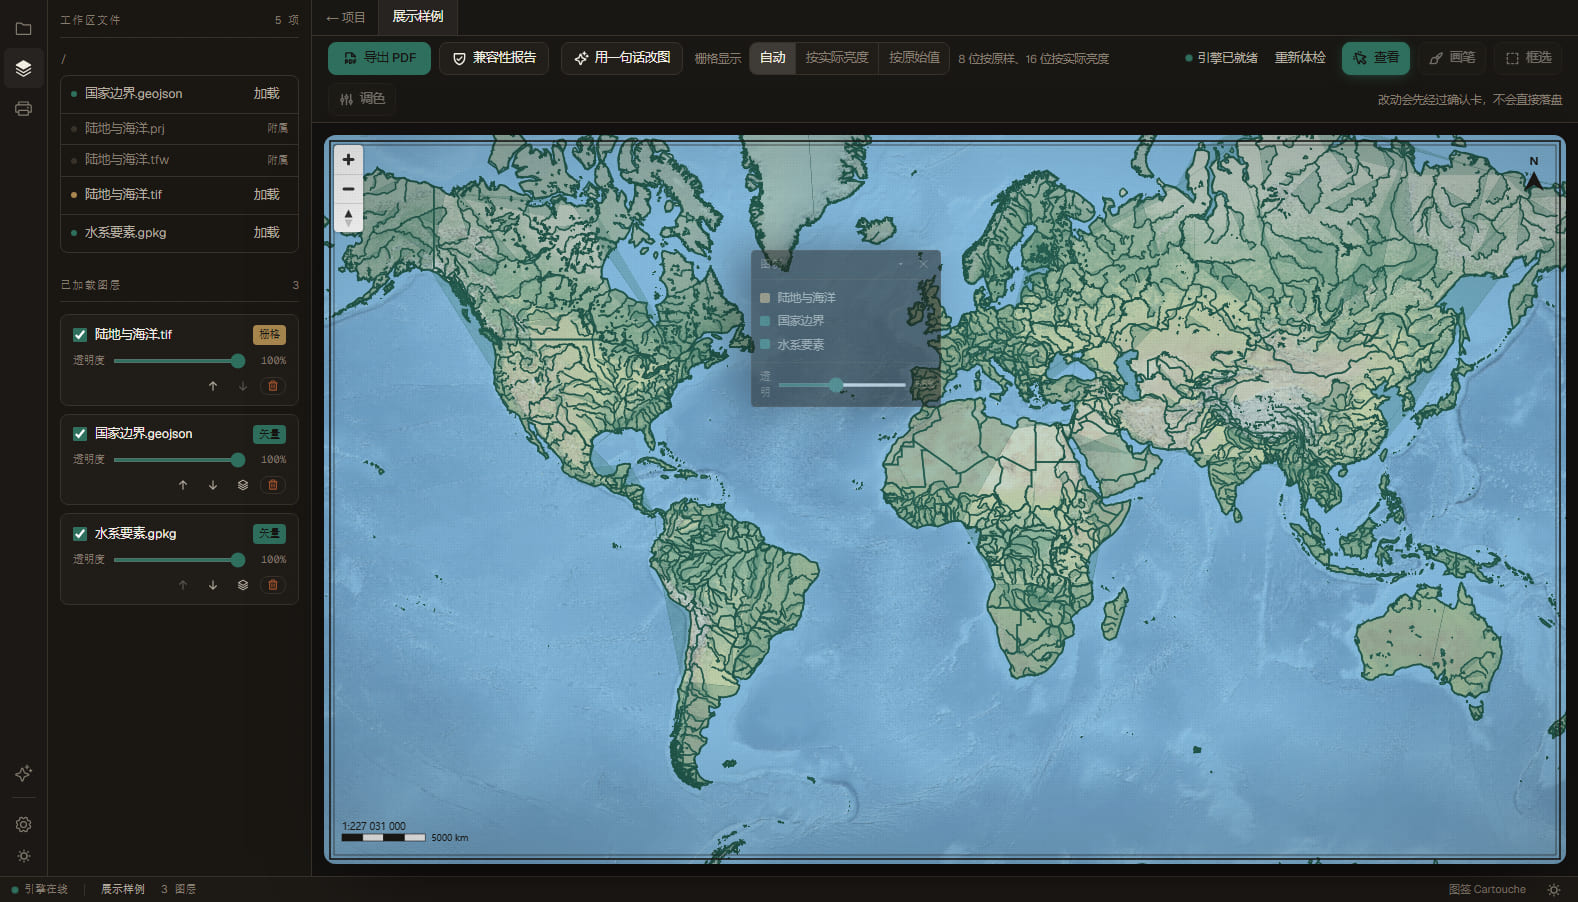 工作区文件 5 项
/
国家边界.geojson 加载
陆地与海洋.prj 附属
陆地与海洋.tfw 附属
陆地与海洋.tif 加载
水系要素.gpkg 加载
已加载图层 3
陆地与海洋.tif 栅格
透明度 100%
国家边界.geojson 矢量
透明度 100%
水系要素.gpkg 矢量
透明度 100%
←项目 展示样例
导出 PDF 兼容性报告 用一句话改图 栅格显示 自动 按实际亮度 按原始值 8 位按原样、16 位按实际亮度 引擎已就绪 重新体检 查看 画笔 框选
调色 改动会先经过确认卡，不会直接落盘
N
陆地与海洋
国家边界
水系要素
透明
1:227 031 000
5000 km
引擎在线 展示样例 3 图层 图签 Cartouche